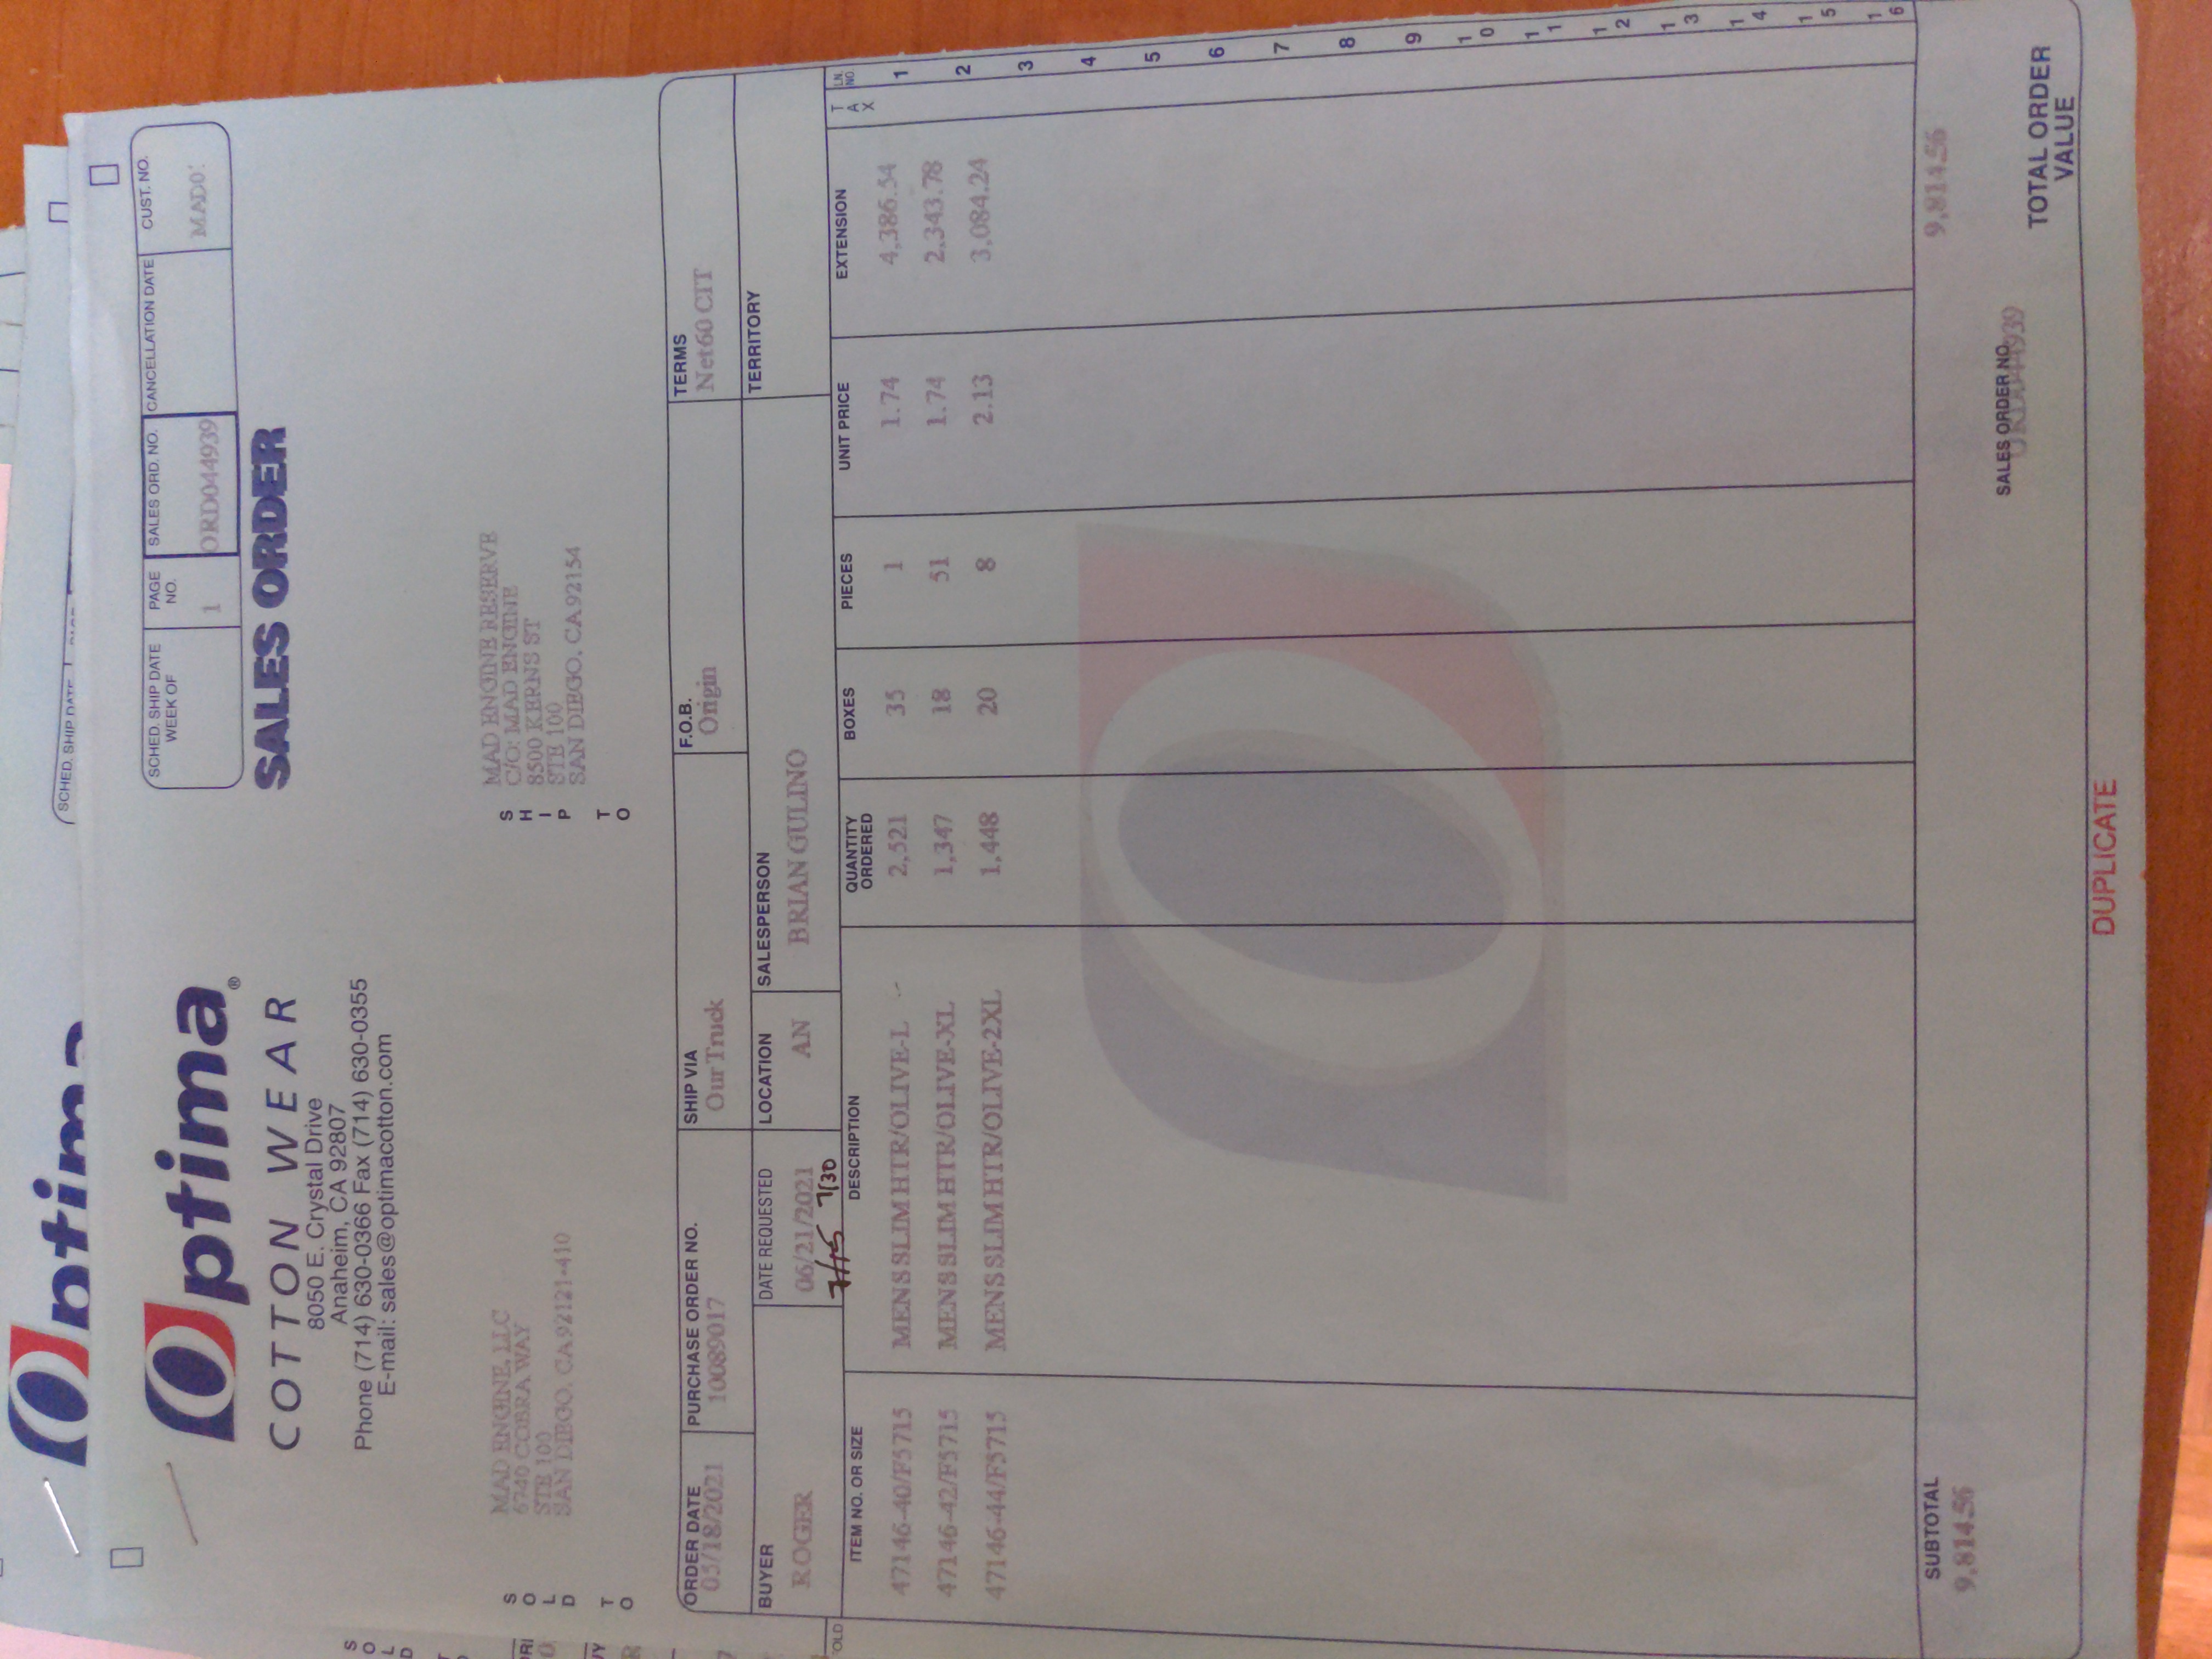 Optima
SCHED. SHIP DATE
Optima®
COTTON WEAR
8050 E. Crystal Drive
Anaheim, CA 92807
Phone (714) 630-0366 Fax (714) 630-0355
E-mail: sales@optimacotton.com
SCHED. SHIP DATE WEEK OF
PAGE NO.
1
SALES ORD. NO.
ORD044939
CANCELLATION DATE
CUST. NO.
SALES ORDER
SOLD TO
MAD ENGINE, LLC
6740 COBRA WAY
STE 100
SAN DIEGO, CA 92121-410
SHIP TO
MAD ENGINE RESERVE
C/O: MAD ENGINE
8500 KERNS ST
STE 100
SAN DIEGO, CA 92154
ORDER DATE
05/18/2021
PURCHASE ORDER NO.
10089017
SHIP VIA
Our Truck
F.O.B.
Origin
TERMS
Net60 CIT
BUYER
ROGER
DATE REQUESTED
06/21/2021
7/15 7/30
LOCATION
AN
SALESPERSON
BRIAN GULINO
TERRITORY
ITEM NO. OR SIZE DESCRIPTION QUANTITY ORDERED BOXES PIECES UNIT PRICE EXTENSION TAX LN. NO.
47146-40/F5715 MENS SLIM HTR/OLIVE-L 2,521 35 1 1.74 4,386.54 1
47146-42/F5715 MENS SLIM HTR/OLIVE-XL 1,347 18 51 1.74 2,343.78 2
47146-44/F5715 MENS SLIM HTR/OLIVE-2XL 1,448 20 8 2.13 3,084.24 3
4
5
6
7
8
9
10
11
12
13
14
15
16
SUBTOTAL
9,814.56
9,814.56
SALES ORDER NO.
ORD044939
TOTAL ORDER
VALUE
DUPLICATE